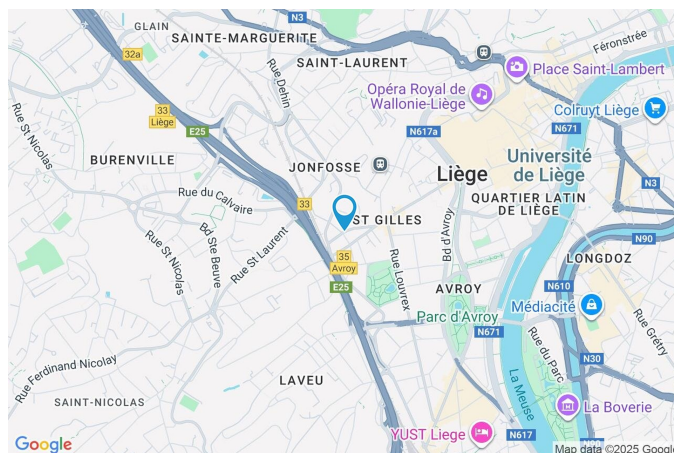 GLAIN
SAINTE-MARGUERITE
N3
Féronstrée
32a
SAINT-LAURENT
Place Saint-Lambert
Rue Dehin
Opéra Royal de
Wallonie-Liège
Colruyt Liège
33
Liège
N617a
N671
E25
Rue St Nicolas
BURENVILLE
JONFOSSE
Université
de Liège
Liège
N3
Rue du Calvaire
33
QUARTIER LATIN
DE LIÈGE
ST GILLES
Bd d'Avroy
Bd Ste Beuve
Rue St Laurent
N90
35
Avroy
Rue Louvrex
LONGDOZ
Rue St Nicolas
E25
AVROY
N610
Médiacité
Parc d'Avroy
N671
Rue Grétry
Rue du Parc
N30
Rue Ferdinand Nicolay
LAVEU
La Meuse
SAINT-NICOLAS
La Boverie
YUST Liege
N617
N90
Google
Map data ©2025 Google